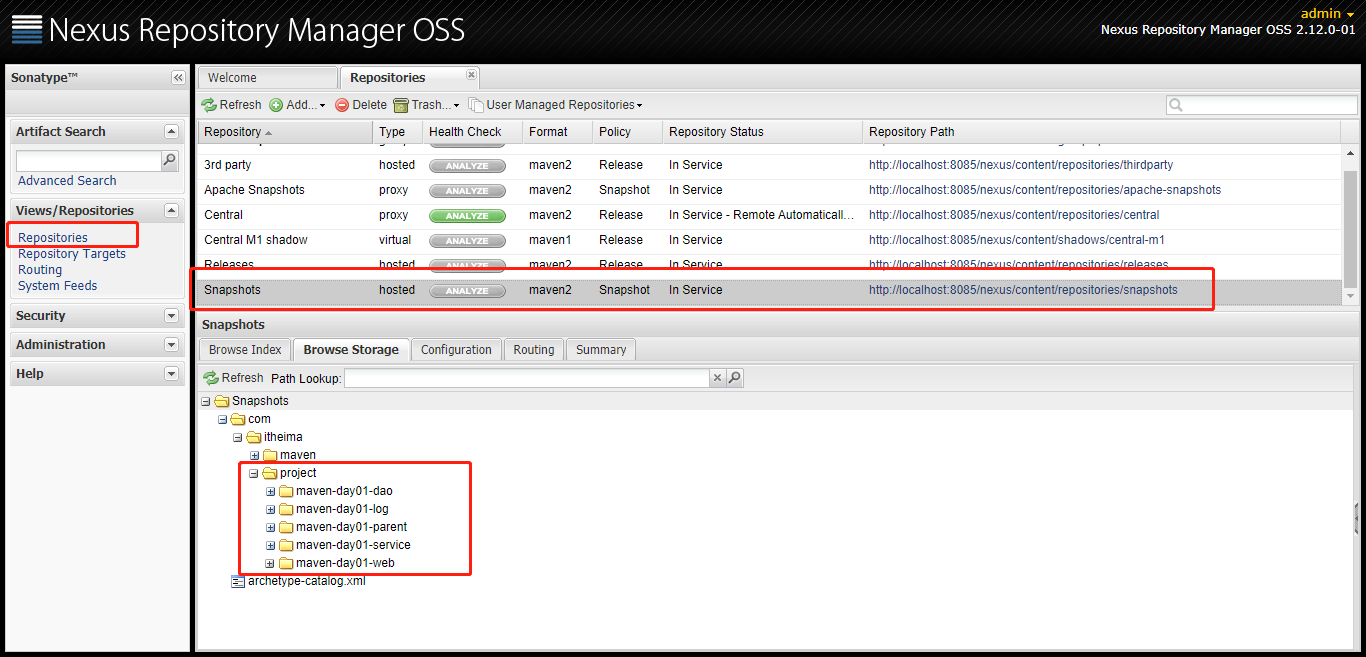 Nexus Repository Manager OSS
admin
Nexus Repository Manager OSS 2.12.0-01
Sonatype™
Artifact Search
Advanced Search
Views/Repositories
Repositories
Repository Targets
Routing
System Feeds
Security
Administration
Help
Welcome
Repositories
Refresh Add... Delete Trash... User Managed Repositories
Repository Type Health Check Format Policy Repository Status Repository Path
3rd party hosted ANALYZE maven2 Release In Service http://localhost:8085/nexus/content/repositories/thirdparty
Apache Snapshots proxy ANALYZE maven2 Snapshot In Service http://localhost:8085/nexus/content/repositories/apache-snapshots
Central proxy ANALYZE maven2 Release In Service - Remote Automaticall... http://localhost:8085/nexus/content/repositories/central
Central M1 shadow virtual ANALYZE maven1 Release In Service http://localhost:8085/nexus/content/shadows/central-m1
Releases hosted ANALYZE maven2 Release In Service http://localhost:8085/nexus/content/repositories/releases
Snapshots hosted ANALYZE maven2 Snapshot In Service http://localhost:8085/nexus/content/repositories/snapshots
Snapshots
Browse Index Browse Storage Configuration Routing Summary
Refresh Path Lookup:
Snapshots
com
itheima
maven
project
maven-day01-dao
maven-day01-log
maven-day01-parent
maven-day01-service
maven-day01-web
archetype-catalog.xml